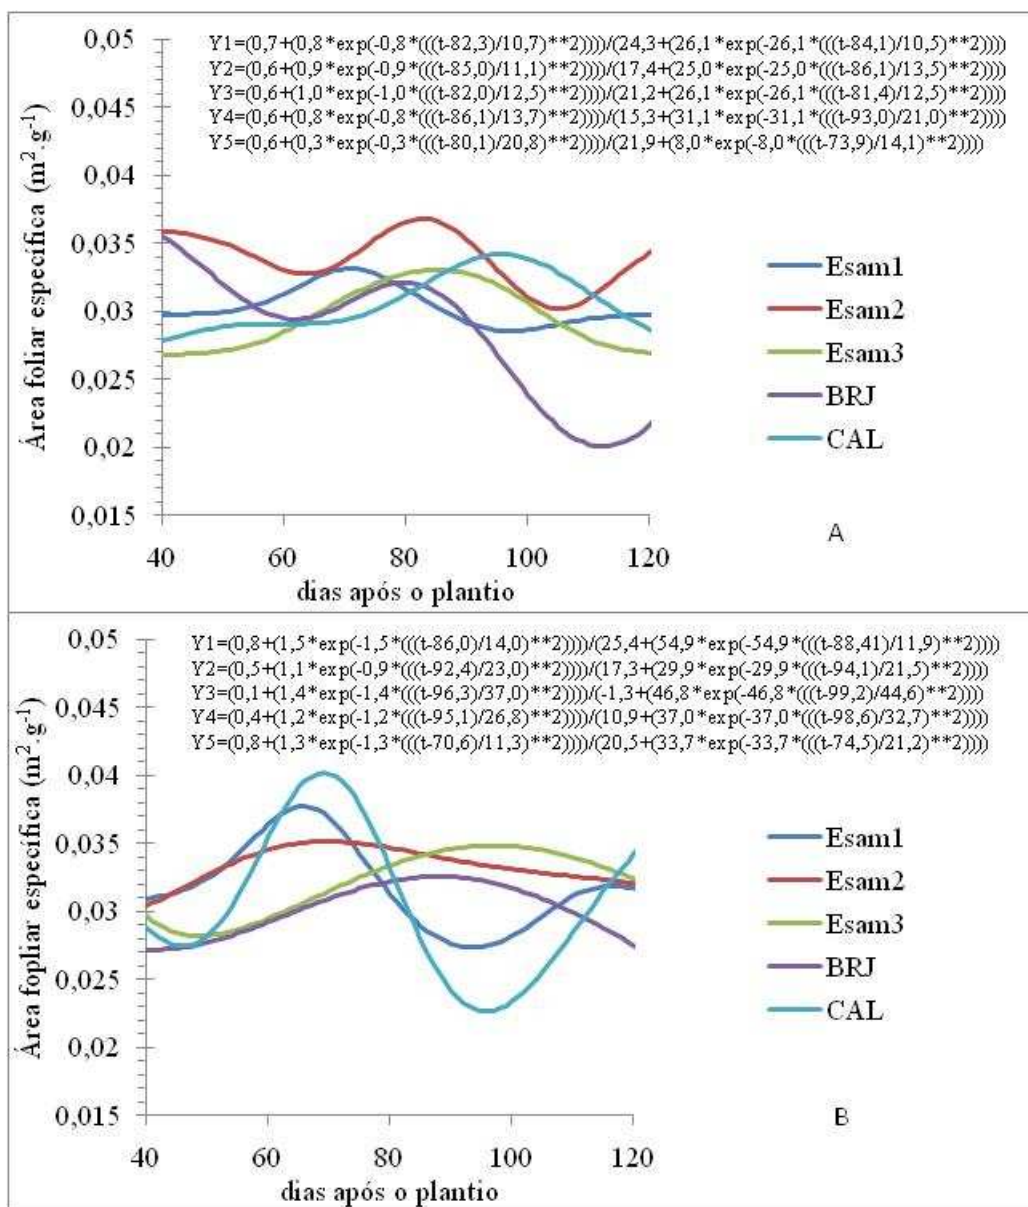 0,05
0,045
0,04
0,035
0,03
0,025
0,02
0,015
Área foliar específica (m².g⁻¹)
Y1=(0,7+(0,8*exp(-0,8*(((t-82,3)/10,7)**2))))/(24,3+(26,1*exp(-26,1*(((t-84,1)/10,5)**2))))
Y2=(0,6+(0,9*exp(-0,9*(((t-85,0)/11,1)**2))))/(17,4+(25,0*exp(-25,0*(((t-86,1)/13,5)**2))))
Y3=(0,6+(1,0*exp(-1,0*(((t-82,0)/12,5)**2))))/(21,2+(26,1*exp(-26,1*(((t-81,4)/12,5)**2))))
Y4=(0,6+(0,8*exp(-0,8*(((t-86,1)/13,7)**2))))/(15,3+(31,1*exp(-31,1*(((t-93,0)/21,0)**2))))
Y5=(0,6+(0,3*exp(-0,3*(((t-80,1)/20,8)**2))))/(21,9+(8,0*exp(-8,0*(((t-73,9)/14,1)**2))))
Esam1
Esam2
Esam3
BRJ
CAL
A
40 60 80 100 120
dias após o plantio
0,05
0,045
0,04
0,035
0,03
0,025
0,02
0,015
Área fopliar específica (m².g⁻¹)
Y1=(0,8+(1,5*exp(-1,5*(((t-86,0)/14,0)**2))))/(25,4+(54,9*exp(-54,9*(((t-88,41)/11,9)**2))))
Y2=(0,5+(1,1*exp(-0,9*(((t-92,4)/23,0)**2))))/(17,3+(29,9*exp(-29,9*(((t-94,1)/21,5)**2))))
Y3=(0,1+(1,4*exp(-1,4*(((t-96,3)/37,0)**2))))/(-1,3+(46,8*exp(-46,8*(((t-99,2)/44,6)**2))))
Y4=(0,4+(1,2*exp(-1,2*(((t-95,1)/26,8)**2))))/(10,9+(37,0*exp(-37,0*(((t-98,6)/32,7)**2))))
Y5=(0,8+(1,3*exp(-1,3*(((t-70,6)/11,3)**2))))/(20,5+(33,7*exp(-33,7*(((t-74,5)/21,2)**2))))
Esam1
Esam2
Esam3
BRJ
CAL
B
40 60 80 100 120
dias após o plantio